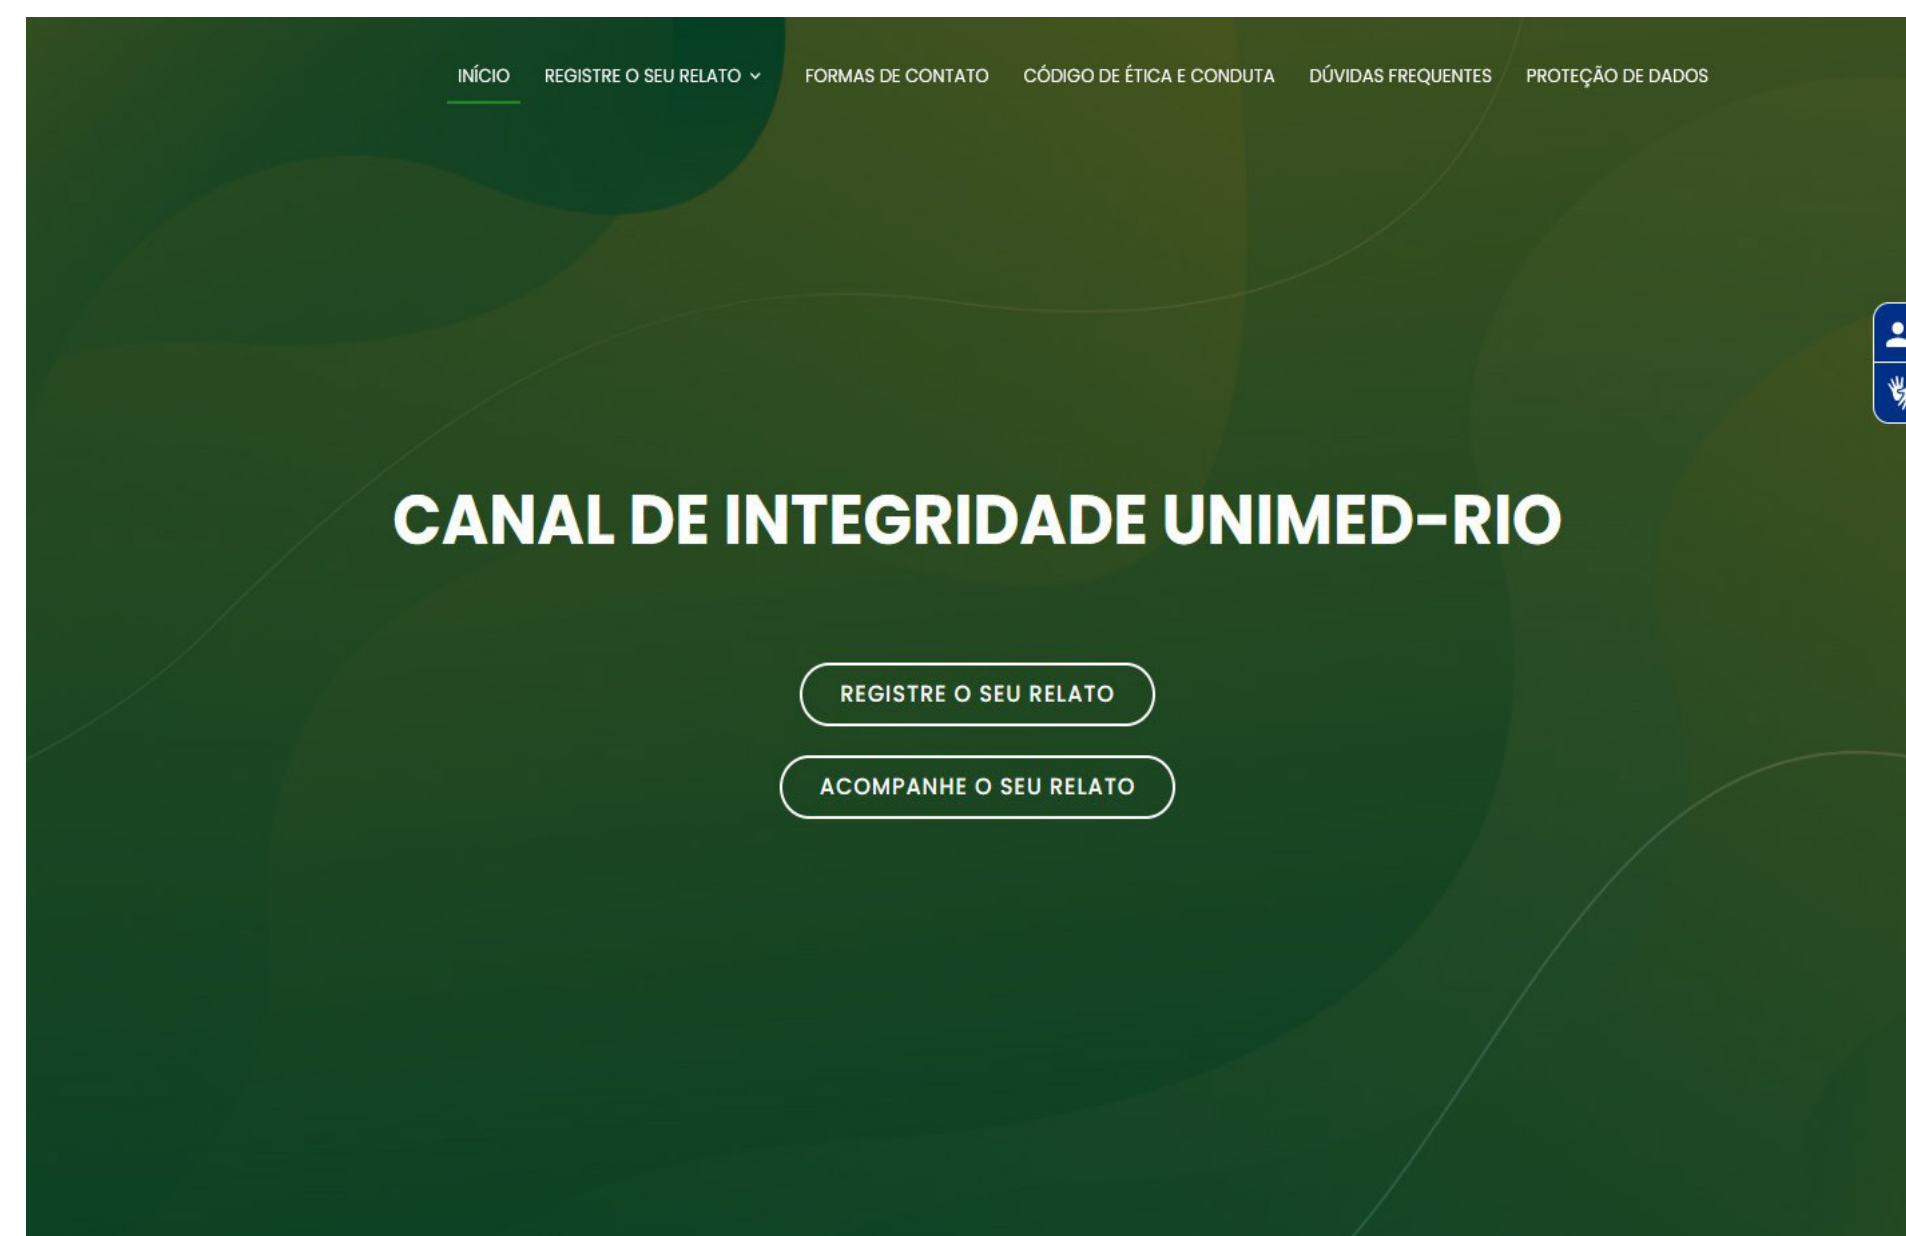 INÍCIO REGISTRE O SEU RELATO FORMAS DE CONTATO CÓDIGO DE ÉTICA E CONDUTA DÚVIDAS FREQUENTES PROTEÇÃO DE DADOS
CANAL DE INTEGRIDADE UNIMED-RIO
REGISTRE O SEU RELATO
ACOMPANHE O SEU RELATO